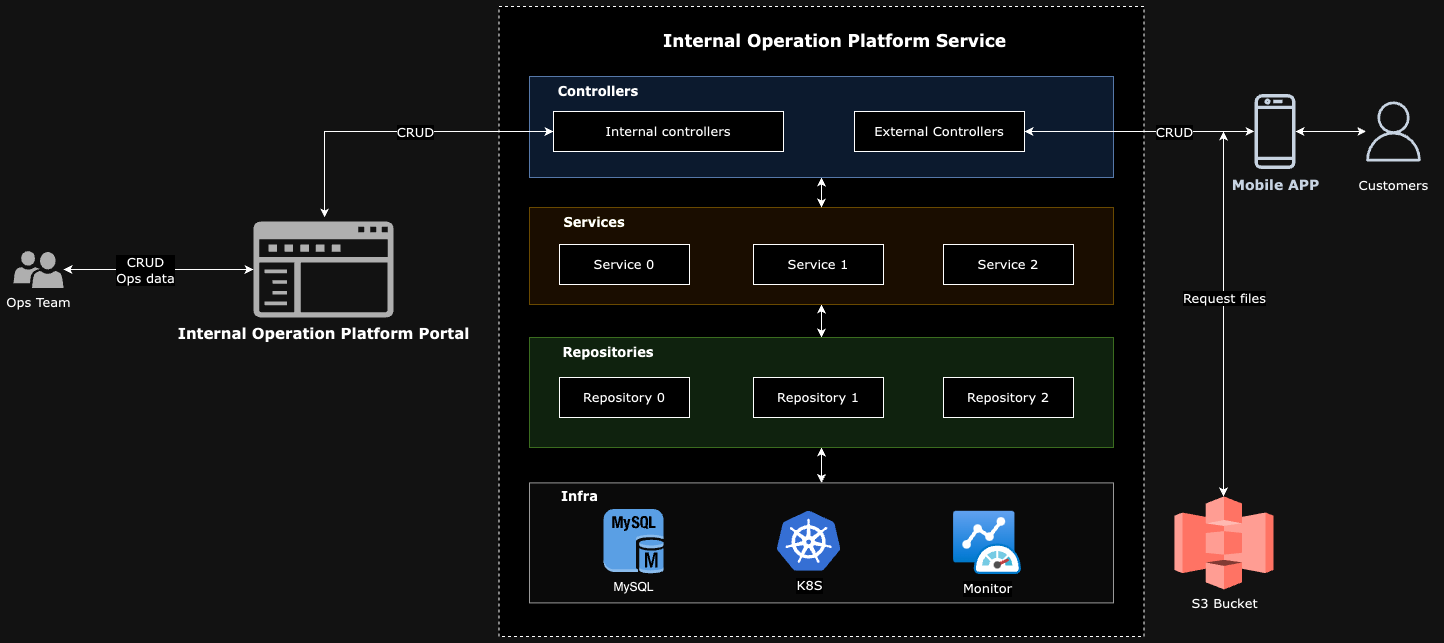 Internal Operation Platform Service
Controllers
Internal controllers
External Controllers
CRUD
CRUD
Mobile APP
Customers
Services
Service 0
Service 1
Service 2
CRUD
Ops data
Ops Team
Internal Operation Platform Portal
Request files
Repositories
Repository 0
Repository 1
Repository 2
Infra
MySQL
M
MySQL
K8S
Monitor
S3 Bucket